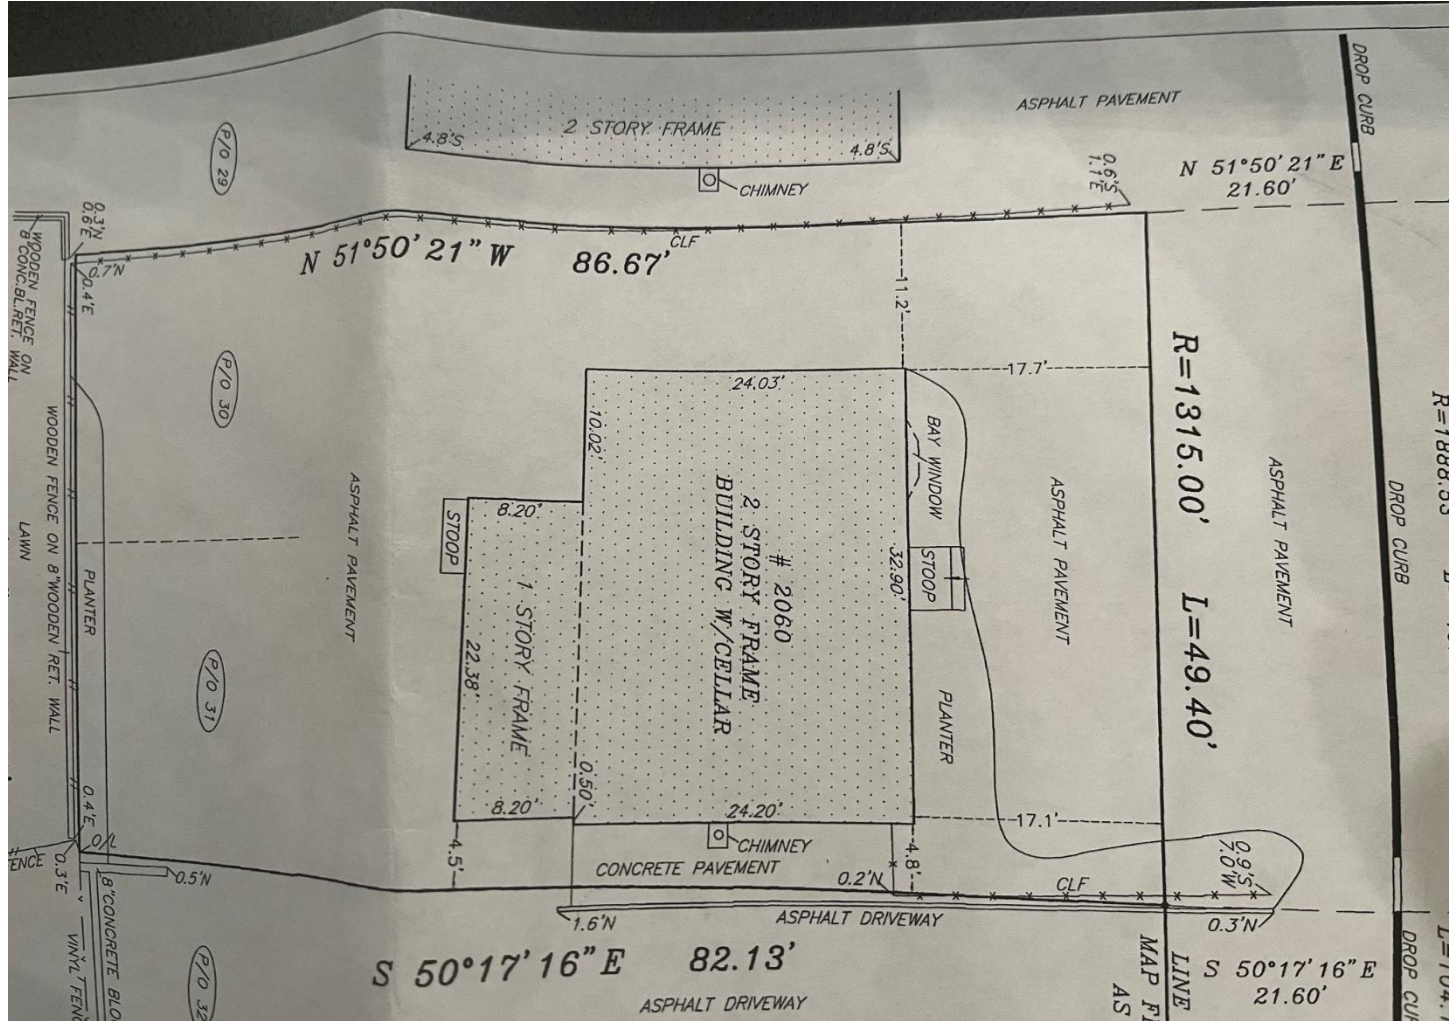 DROP CURB
ASPHALT PAVEMENT
2 STORY FRAME
4.8'S
4.8'S
CHIMNEY
P/O 29
0.6'S
1.1'E
N 51°50'21" E
21.60'
0.3'N
0.6'E
0.7'N
0.4'E
CLF
N 51°50'21" W 86.67'
WOODEN FENCE ON
8"CONC.BL.RET. WALL
11.2'
17.7'
24.03'
10.02'
P/O 30
R=1315.00' L=49.40'
BAY WINDOW
ASPHALT PAVEMENT
ASPHALT PAVEMENT
DROP CURB
WOODEN FENCE ON 8"WOODEN RET. WALL
LAWN
ASPHALT PAVEMENT
PLANTER
STOOP
8.20'
# 2060
2 STORY FRAME
BUILDING W/CELLAR
32.90'
STOOP
1 STORY FRAME
22.38'
P/O 31
PLANTER
0.50'
8.20'
24.20'
17.1'
0.4'E
0.3'E
0.5'N
4.5'
CHIMNEY
CONCRETE PAVEMENT
4.8'
0.2'N
CLF
0.9'S
7.0'W
FENCE
8"CONCRETE
VINYL
P/O 32
1.6'N
ASPHALT DRIVEWAY
0.3'N
S 50°17'16" E 82.13'
ASPHALT DRIVEWAY
LINE
MAP
AS
S 50°17'16" E
21.60'
DROP